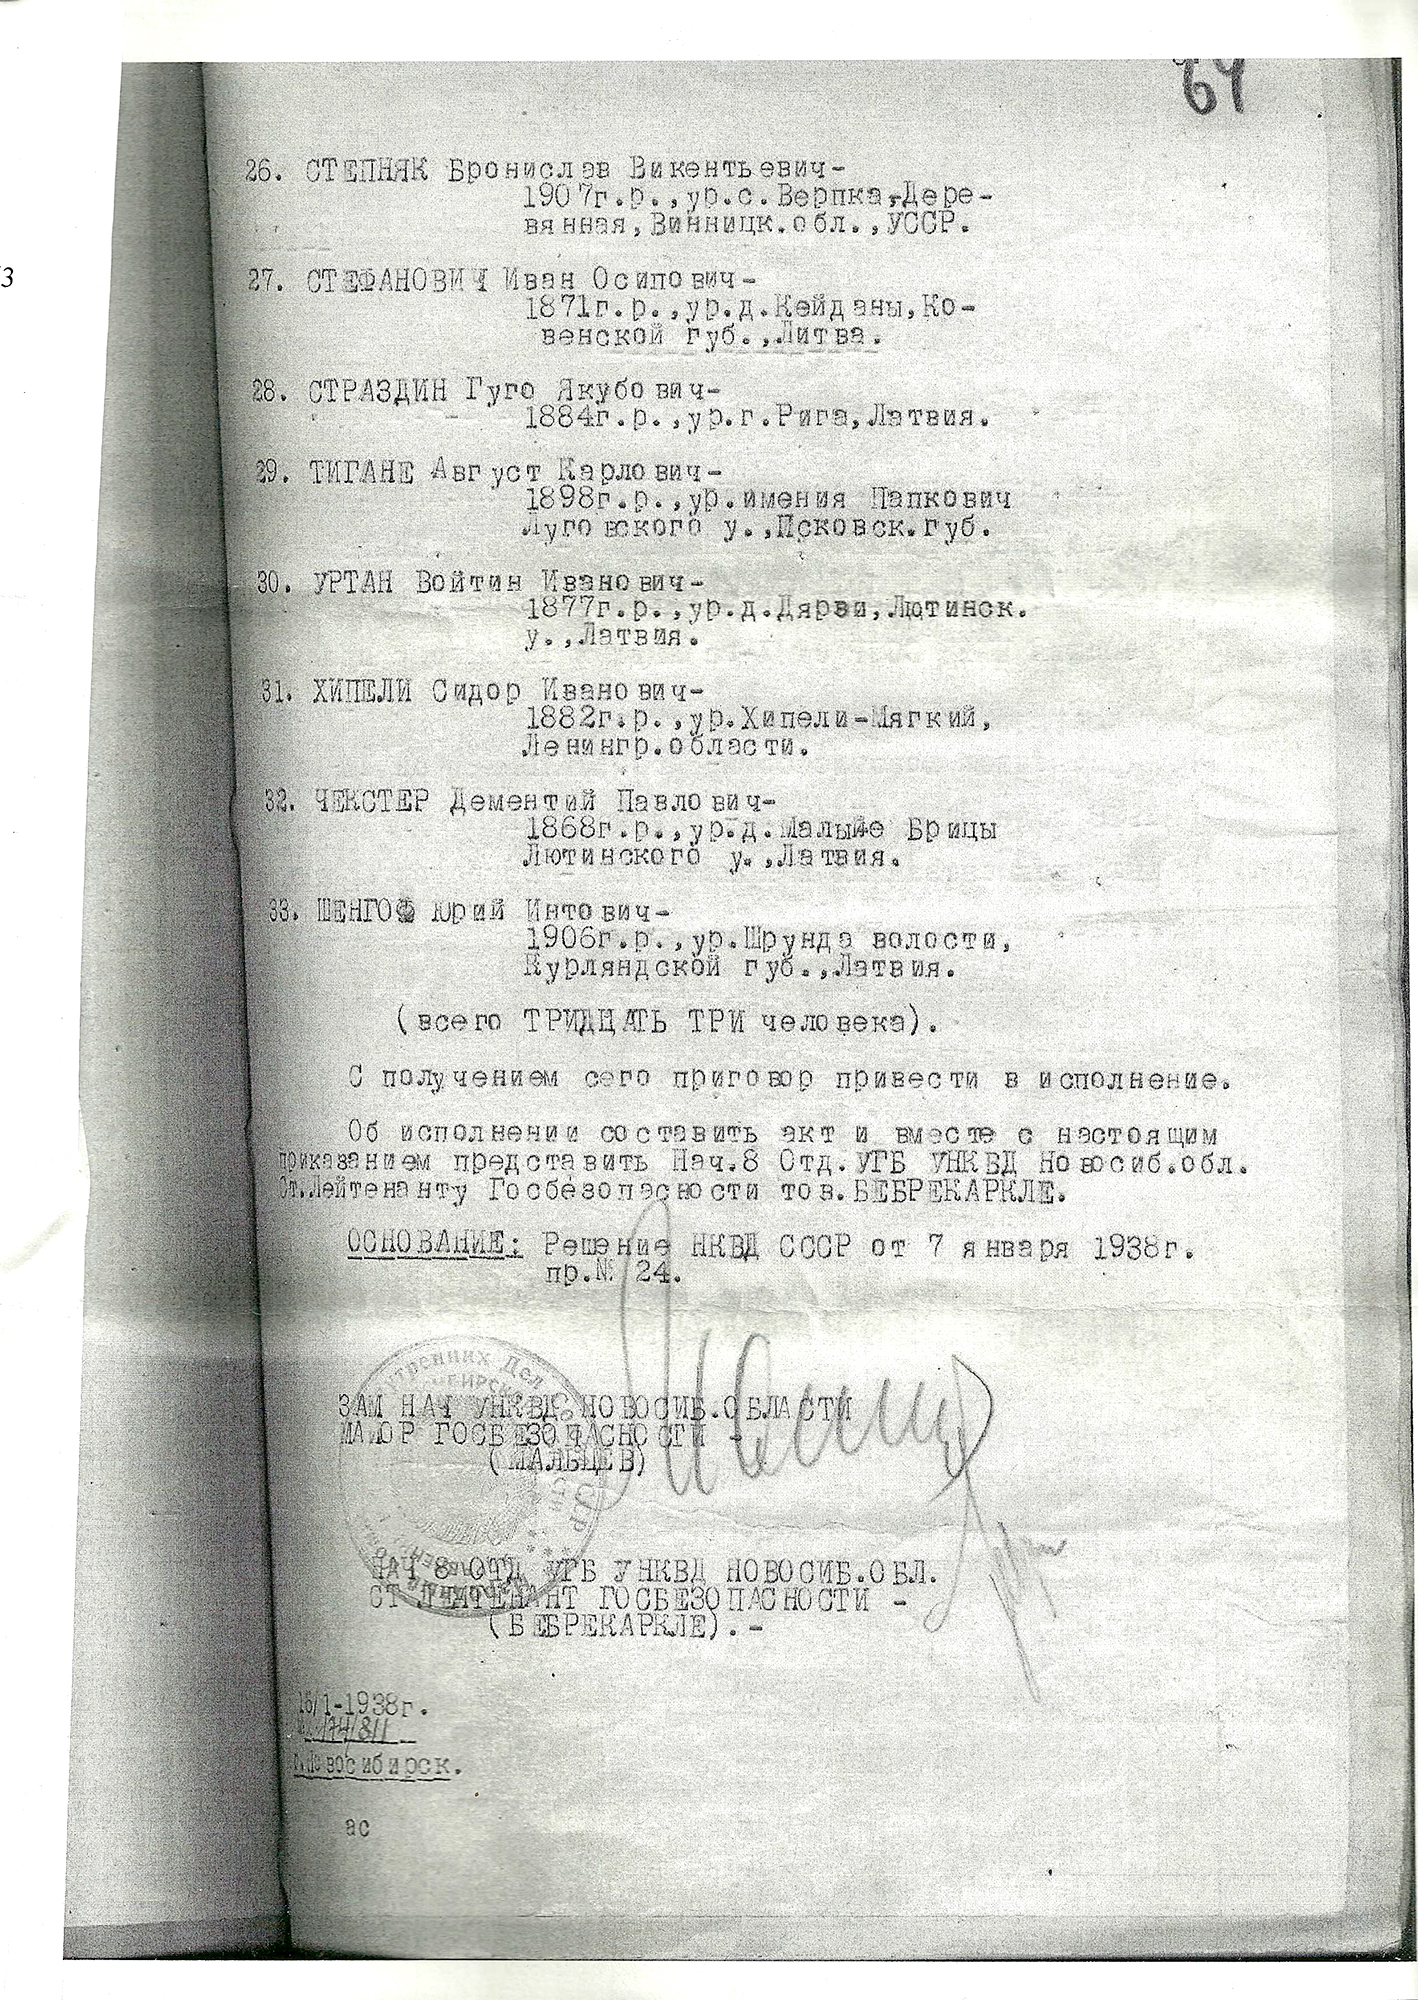 64
/3
26. СТЕПНЯК Бронислав Викентьевич-
1907г.р.,ур.с.Верпка-Дере-
вянная,Винницк.обл.,УССР.
27. СТЕФАНОВИЧ Иван Осипович-
1871г.р.,ур.д.Кейданы,Ко-
венской губ.,Литва.
28. СТРАЗДИН Гуго Якубович-
1884г.р.,ур.г.Рига,Латвия.
29. ТИГАНЕ Август Карлович-
1898г.р.,ур.имения Папкович
Луговского у.,Псковск.губ.
30. УРТАН Войтин Иванович-
1877г.р.,ур.д.Дярви,Лютинск.
у.,Латвия.
31. ХИПЕЛИ Сидор Иванович-
1882г.р.,ур.Хипели-Мягкий,
Ленингр.области.
32. ЧЕКСТЕР Дементий Павлович-
1868г.р.,ур.д.Малыйе Брицы
Лютинского у.,Латвия.
33. ШЕНГОФ Юрий Интович-
1906г.р.,ур.Шрунда волости,
Курляндской губ.,Латвия.
(всего ТРИДЦАТЬ ТРИ человека).
С получением сего приговор привести в исполнение.
Об исполнении составить акт и вместе с настоящим
приказанием представить Нач.8 Отд.УГБ УНКВД Новосиб.обл.
Ст.Лейтенанту Госбезопасности тов.БЕБРЕКАРКЛЕ.
ОСНОВАНИЕ: Решение НКВД СССР от 7 января 1938г.
пр.№ 24.
ЗАМ НАЧ УНКВД НОВОСИБ.ОБЛАСТИ
МАЙОР ГОСБЕЗОПАСНОСТИ -
(МАЛЬЦЕВ)
НАЧ 8 ОТД УГБ УНКВД НОВОСИБ.ОБЛ.
СТ ЛЕЙТЕНАНТ ГОСБЕЗОПАСНОСТИ -
(БЕБРЕКАРКЛЕ).-
15/1-1938г.
/74/811
г.Новосибирск.
ас